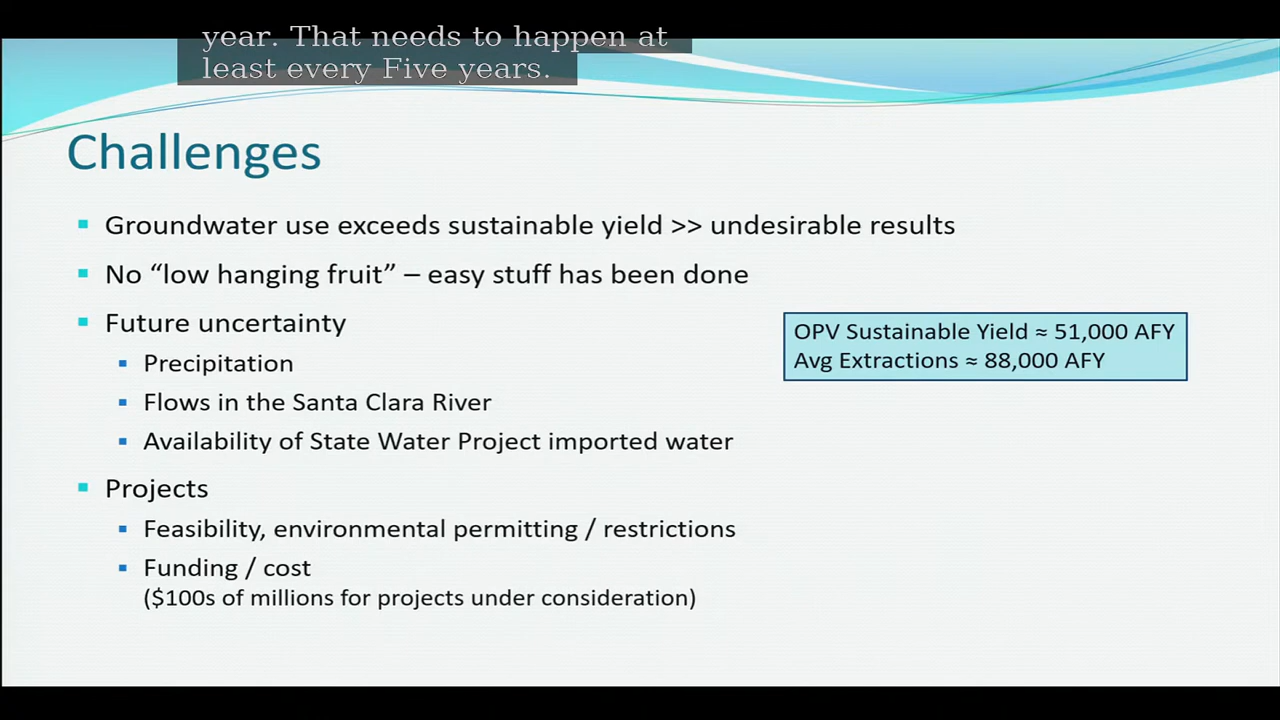 year. That needs to happen at
least every Five years.
Challenges
Groundwater use exceeds sustainable yield >> undesirable results
No “low hanging fruit” – easy stuff has been done
Future uncertainty
Precipitation
Flows in the Santa Clara River
Availability of State Water Project imported water
OPV Sustainable Yield ≈ 51,000 AFY
Avg Extractions ≈ 88,000 AFY
Projects
Feasibility, environmental permitting / restrictions
Funding / cost
($100s of millions for projects under consideration)